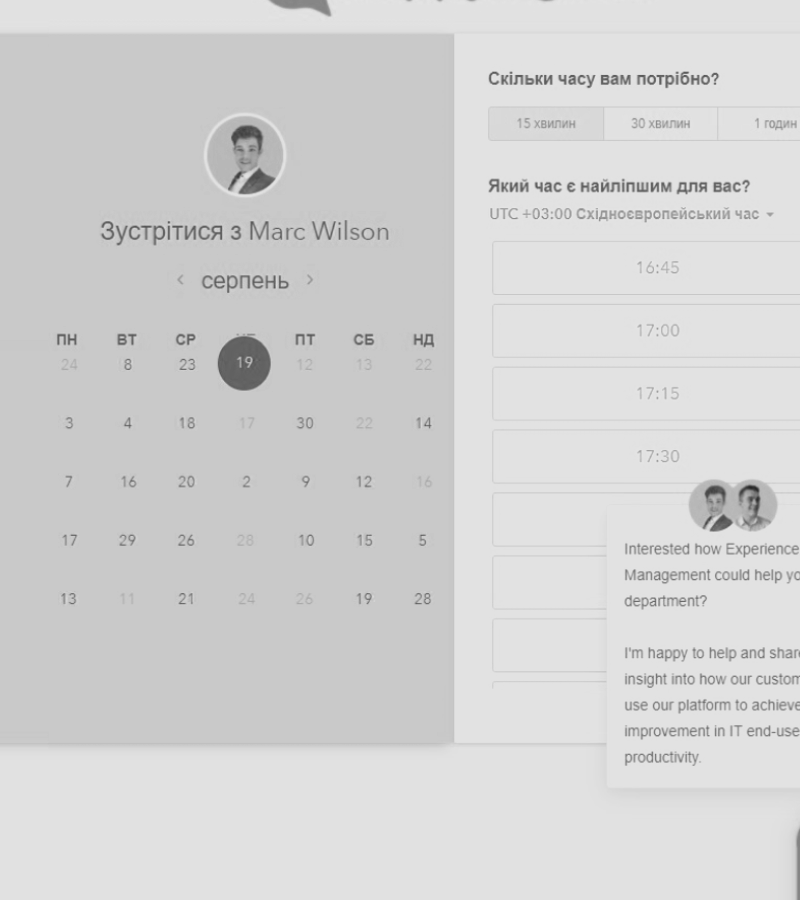 Зустрітися з Marc Wilson
серпень
ПН ВТ СР ПТ СБ НД
24 8 23 19 12 13 22
3 4 18 17 30 22 14
7 16 20 2 9 12 16
17 29 26 28 10 15 5
13 11 21 24 26 19 28
Скільки часу вам потрібно?
15 хвилин 30 хвилин 1 годин
Який час є найліпшим для вас?
UTC +03:00 Східноєвропейський час
16:45
17:00
17:15
17:30
Interested how Experience
Management could help yo
department?
I'm happy to help and share
insight into how our custom
use our platform to achieve
improvement in IT end-use
productivity.